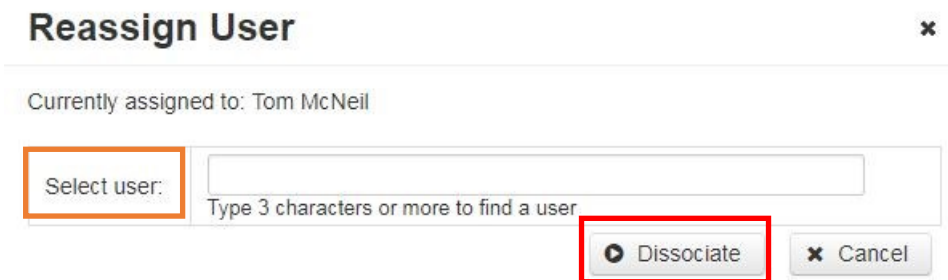 Reassign User
Currently assigned to: Tom McNeil
Select user:
Type 3 characters or more to find a user
Dissociate
Cancel